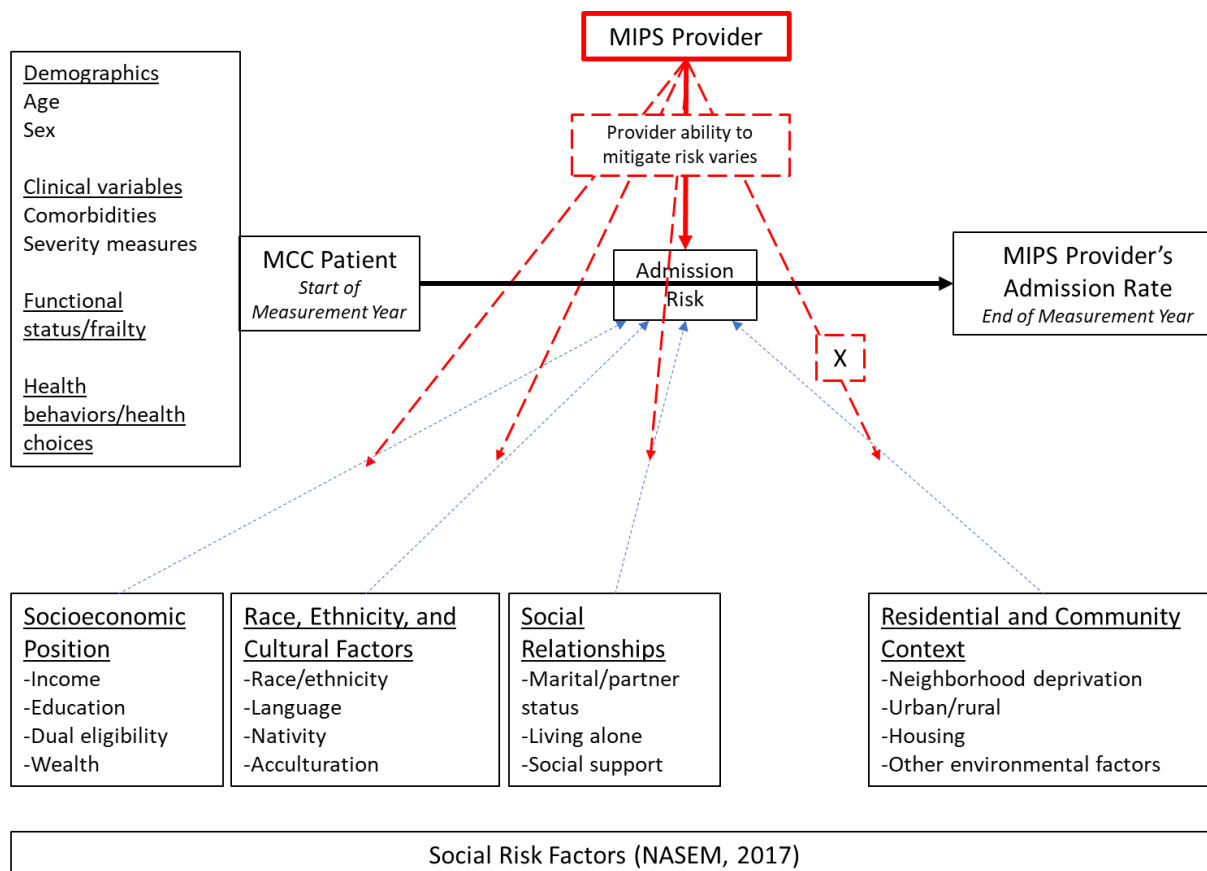 MIPS Provider
Demographics
Age
Sex
Clinical variables
Comorbidities
Severity measures
Functional
status/frailty
Health
behaviors/health
choices
Provider ability to
mitigate risk varies
MCC Patient
Start of
Measurement Year
Admission
Risk
MIPS Provider’s
Admission Rate
End of Measurement Year
X
Socioeconomic
Position
-Income
-Education
-Dual eligibility
-Wealth
Race, Ethnicity, and
Cultural Factors
-Race/ethnicity
-Language
-Nativity
-Acculturation
Social
Relationships
-Marital/partner
status
-Living alone
-Social support
Residential and Community
Context
-Neighborhood deprivation
-Urban/rural
-Housing
-Other environmental factors
Social Risk Factors (NASEM, 2017)